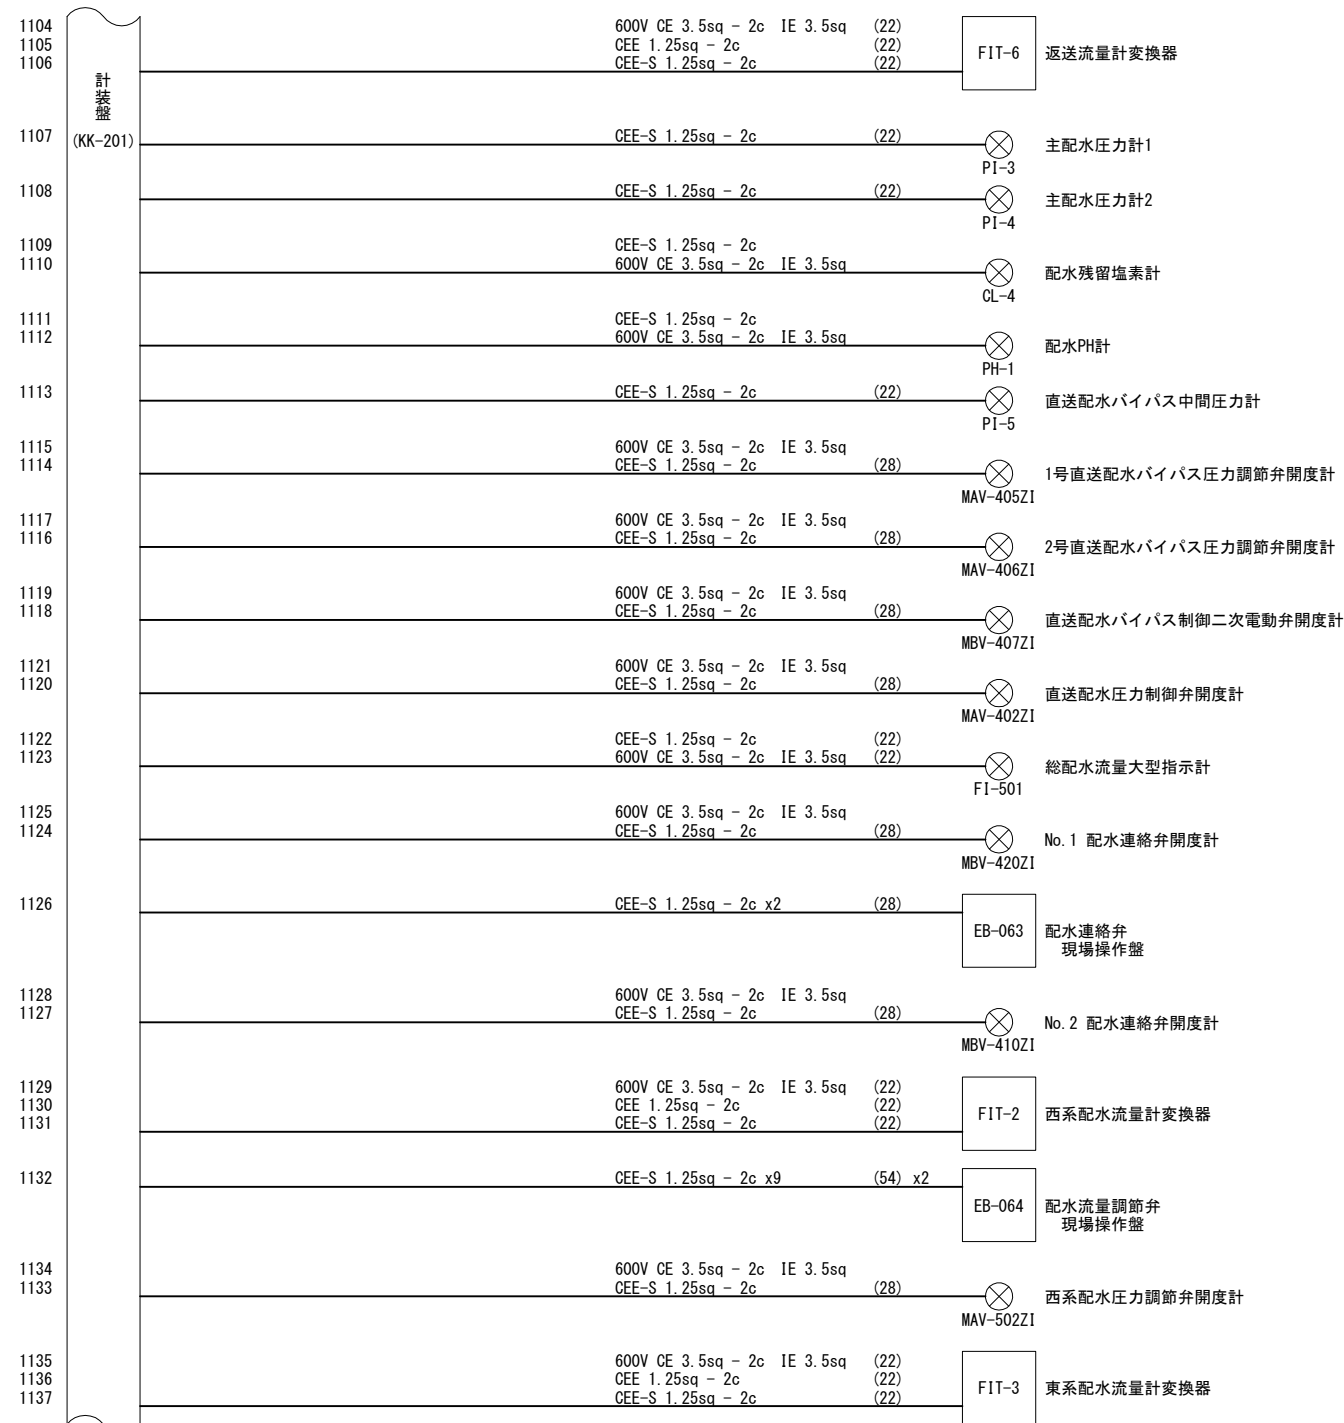 1104 600V CE 3.5sq - 2c IE 3.5sq (22)
1105 CEE 1.25sq - 2c (22)
1106 CEE-S 1.25sq - 2c (22)
FIT-6 返送流量計変換器
計装盤
(KK-201)
1107 CEE-S 1.25sq - 2c (22)
主配水圧力計1
PI-3
1108 CEE-S 1.25sq - 2c (22)
主配水圧力計2
PI-4
1109 CEE-S 1.25sq - 2c
1110 600V CE 3.5sq - 2c IE 3.5sq
配水残留塩素計
CL-4
1111 CEE-S 1.25sq - 2c
1112 600V CE 3.5sq - 2c IE 3.5sq
配水PH計
PH-1
1113 CEE-S 1.25sq - 2c (22)
直送配水バイパス中間圧力計
PI-5
1115 600V CE 3.5sq - 2c IE 3.5sq
1114 CEE-S 1.25sq - 2c (28)
1号直送配水バイパス圧力調節弁開度計
MAV-405ZI
1117 600V CE 3.5sq - 2c IE 3.5sq
1116 CEE-S 1.25sq - 2c (28)
2号直送配水バイパス圧力調節弁開度計
MAV-406ZI
1119 600V CE 3.5sq - 2c IE 3.5sq
1118 CEE-S 1.25sq - 2c (28)
直送配水バイパス制御二次電動弁開度計
MBV-407ZI
1121 600V CE 3.5sq - 2c IE 3.5sq
1120 CEE-S 1.25sq - 2c (28)
直送配水圧力制御弁開度計
MAV-402ZI
1122 CEE-S 1.25sq - 2c (22)
1123 600V CE 3.5sq - 2c IE 3.5sq (22)
総配水流量大型指示計
FI-501
1125 600V CE 3.5sq - 2c IE 3.5sq
1124 CEE-S 1.25sq - 2c (28)
No.1 配水連絡弁開度計
MBV-420ZI
1126 CEE-S 1.25sq - 2c x2 (28)
EB-063 配水連絡弁
現場操作盤
1128 600V CE 3.5sq - 2c IE 3.5sq
1127 CEE-S 1.25sq - 2c (28)
No.2 配水連絡弁開度計
MBV-410ZI
1129 600V CE 3.5sq - 2c IE 3.5sq (22)
1130 CEE 1.25sq - 2c (22)
1131 CEE-S 1.25sq - 2c (22)
FIT-2 西系配水流量計変換器
1132 CEE-S 1.25sq - 2c x9 (54) x2
EB-064 配水流量調節弁
現場操作盤
1134 600V CE 3.5sq - 2c IE 3.5sq
1133 CEE-S 1.25sq - 2c (28)
西系配水圧力調節弁開度計
MAV-502ZI
1135 600V CE 3.5sq - 2c IE 3.5sq (22)
1136 CEE 1.25sq - 2c (22)
1137 CEE-S 1.25sq - 2c (22)
FIT-3 東系配水流量計変換器